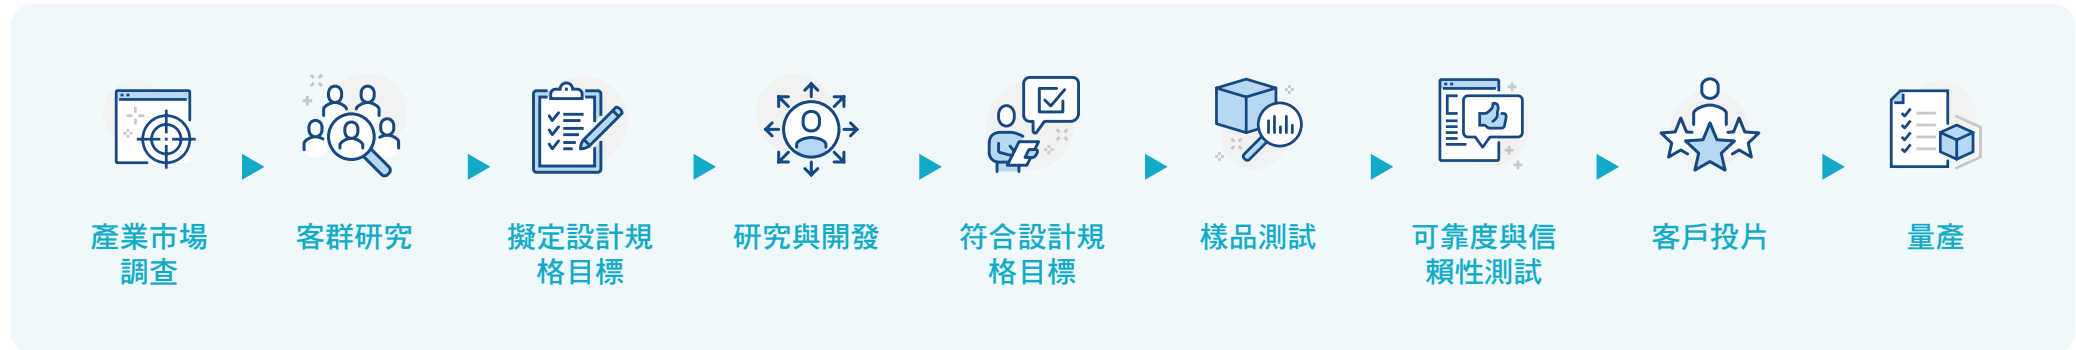 產業市場
調查
客群研究
擬定設計規
格目標
研究與開發
符合設計規
格目標
樣品測試
可靠度與信
賴性測試
客戶投片
量產